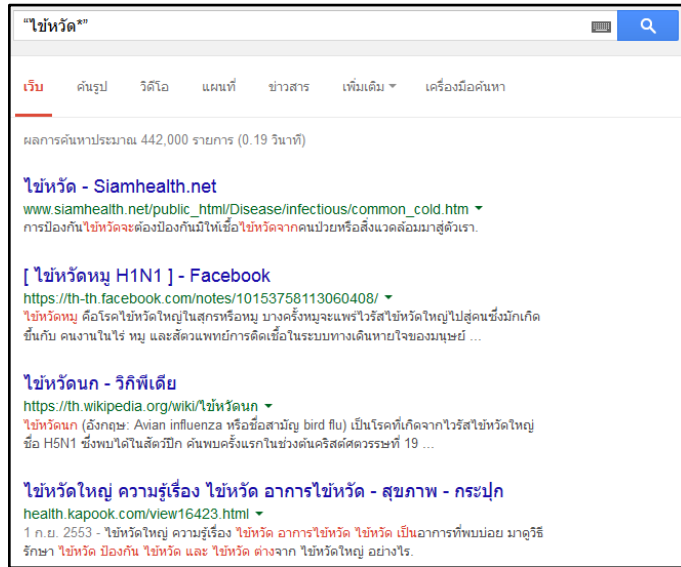 “ไข้หวัด*”
เว็บ ค้นรูป วิดีโอ แผนที่ ข่าวสาร เพิ่มเติม เครื่องมือค้นหา
ผลการค้นหาประมาณ 442,000 รายการ (0.19 วินาที)
ไข้หวัด - Siamhealth.net
www.siamhealth.net/public_html/Disease/infectious/common_cold.htm
การป้องกันไข้หวัดจะต้องป้องกันมิให้เชื้อไข้หวัดจากคนป่วยหรือสิ่งแวดล้อมมาสู่ตัวเรา.
[ ไข้หวัดหมู H1N1 ] - Facebook
https://th-th.facebook.com/notes/10153758113060408/
ไข้หวัดหมู คือโรคไข้หวัดใหญ่ในสุกรหรือหมู บางครั้งหมูจะแพร่ไวรัสไข้หวัดใหญ่ไปสู่คนซึ่งมักเกิด
ขึ้นกับ คนงานในไร่ หมู และสัตวแพทย์การติดเชื้อในระบบทางเดินหายใจของมนุษย์ ...
ไข้หวัดนก - วิกิพีเดีย
https://th.wikipedia.org/wiki/ไข้หวัดนก
ไข้หวัดนก (อังกฤษ: Avian influenza หรือชื่อสามัญ bird flu) เป็นโรคที่เกิดจากไวรัสไข้หวัดใหญ่
ชื่อ H5N1 ซึ่งพบได้ในสัตว์ปีก ค้นพบครั้งแรกในช่วงต้นคริสต์ศตวรรษที่ 19 ...
ไข้หวัดใหญ่ ความรู้เรื่อง ไข้หวัด อาการไข้หวัด - สุขภาพ - กระปุก
health.kapook.com/view16423.html
1 ก.ย. 2553 - ไข้หวัดใหญ่ ความรู้เรื่อง ไข้หวัด อาการไข้หวัด ไข้หวัด เป็นอาการที่พบบ่อย มาดูวิธี
รักษา ไข้หวัด ป้องกัน ไข้หวัด และ ไข้หวัด ต่างจาก ไข้หวัดใหญ่ อย่างไร.